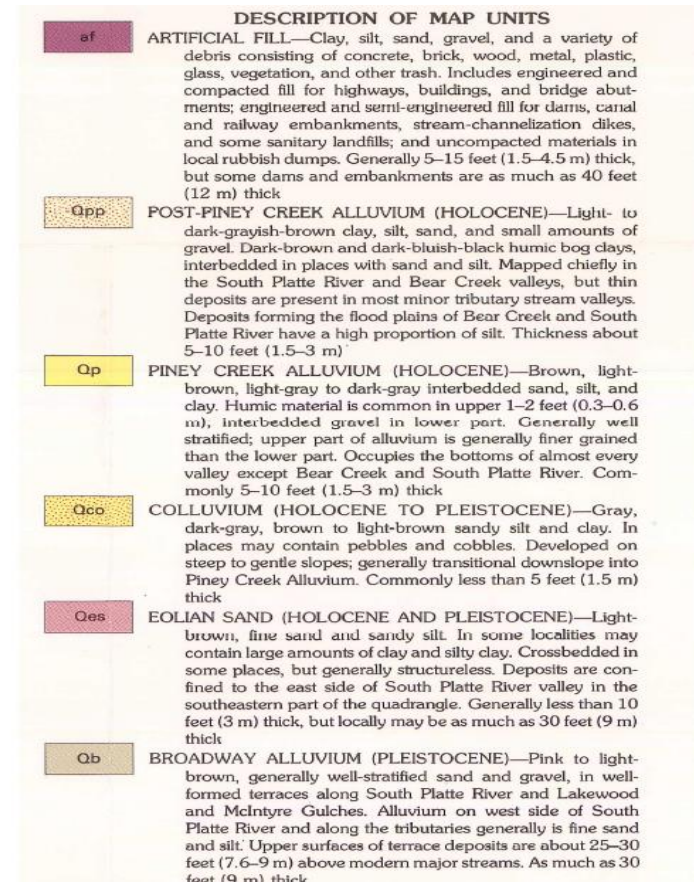 DESCRIPTION OF MAP UNITS
af
ARTIFICIAL FILL—Clay, silt, sand, gravel, and a variety of
debris consisting of concrete, brick, wood, metal, plastic,
glass, vegetation, and other trash. Includes engineered and
compacted fill for highways, buildings, and bridge abut-
ments; engineered and semi-engineered fill for dams, canal
and railway embankments, stream-channelization dikes,
and some sanitary landfills; and uncompacted materials in
local rubbish dumps. Generally 5–15 feet (1.5–4.5 m) thick,
but some dams and embankments are as much as 40 feet
(12 m) thick
Qpp
POST-PINEY CREEK ALLUVIUM (HOLOCENE)—Light- to
dark-grayish-brown clay, silt, sand, and small amounts of
gravel. Dark-brown and dark-bluish-black humic bog clays,
interbedded in places with sand and silt. Mapped chiefly in
the South Platte River and Bear Creek valleys, but thin
deposits are present in most minor tributary stream valleys.
Deposits forming the flood plains of Bear Creek and South
Platte River have a high proportion of silt. Thickness about
5–10 feet (1.5–3 m)
Qp
PINEY CREEK ALLUVIUM (HOLOCENE)—Brown, light-
brown, light-gray to dark-gray interbedded sand, silt, and
clay. Humic material is common in upper 1–2 feet (0.3–0.6
m), interbedded gravel in lower part. Generally well
stratified; upper part of alluvium is generally finer grained
than the lower part. Occupies the bottoms of almost every
valley except Bear Creek and South Platte River. Com-
monly 5–10 feet (1.5–3 m) thick
Qco
COLLUVIUM (HOLOCENE TO PLEISTOCENE)—Gray,
dark-gray, brown to light-brown sandy silt and clay. In
places may contain pebbles and cobbles. Developed on
steep to gentle slopes; generally transitional downslope into
Piney Creek Alluvium. Commonly less than 5 feet (1.5 m)
thick
Qes
EOLIAN SAND (HOLOCENE AND PLEISTOCENE)—Light-
brown, fine sand and sandy silt. In some localities may
contain large amounts of clay and silty clay. Crossbedded in
some places, but generally structureless. Deposits are con-
fined to the east side of South Platte River valley in the
southeastern part of the quadrangle. Generally less than 10
feet (3 m) thick, but locally may be as much as 30 feet (9 m)
thick
Qb
BROADWAY ALLUVIUM (PLEISTOCENE)—Pink to light-
brown, generally well-stratified sand and gravel, in well-
formed terraces along South Platte River and Lakewood
and McIntyre Gulches. Alluvium on west side of South
Platte River and along the tributaries generally is fine sand
and silt. Upper surfaces of terrace deposits are about 25–30
feet (7.6–9 m) above modern major streams. As much as 30
feet (9 m) thick